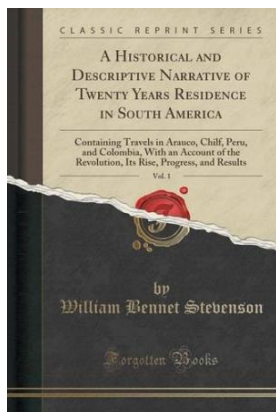 CLASSIC REPRINT SERIES
A HISTORICAL AND
DESCRIPTIVE NARRATIVE OF
TWENTY YEARS RESIDENCE
IN SOUTH AMERICA
Containing Travels in Arauco, Chilf, Peru,
and Colombia, With an Account of the
Revolution, Its Rise, Progress, and Results
Vol. 1
by
William Bennet Stevenson
Forgotten Books